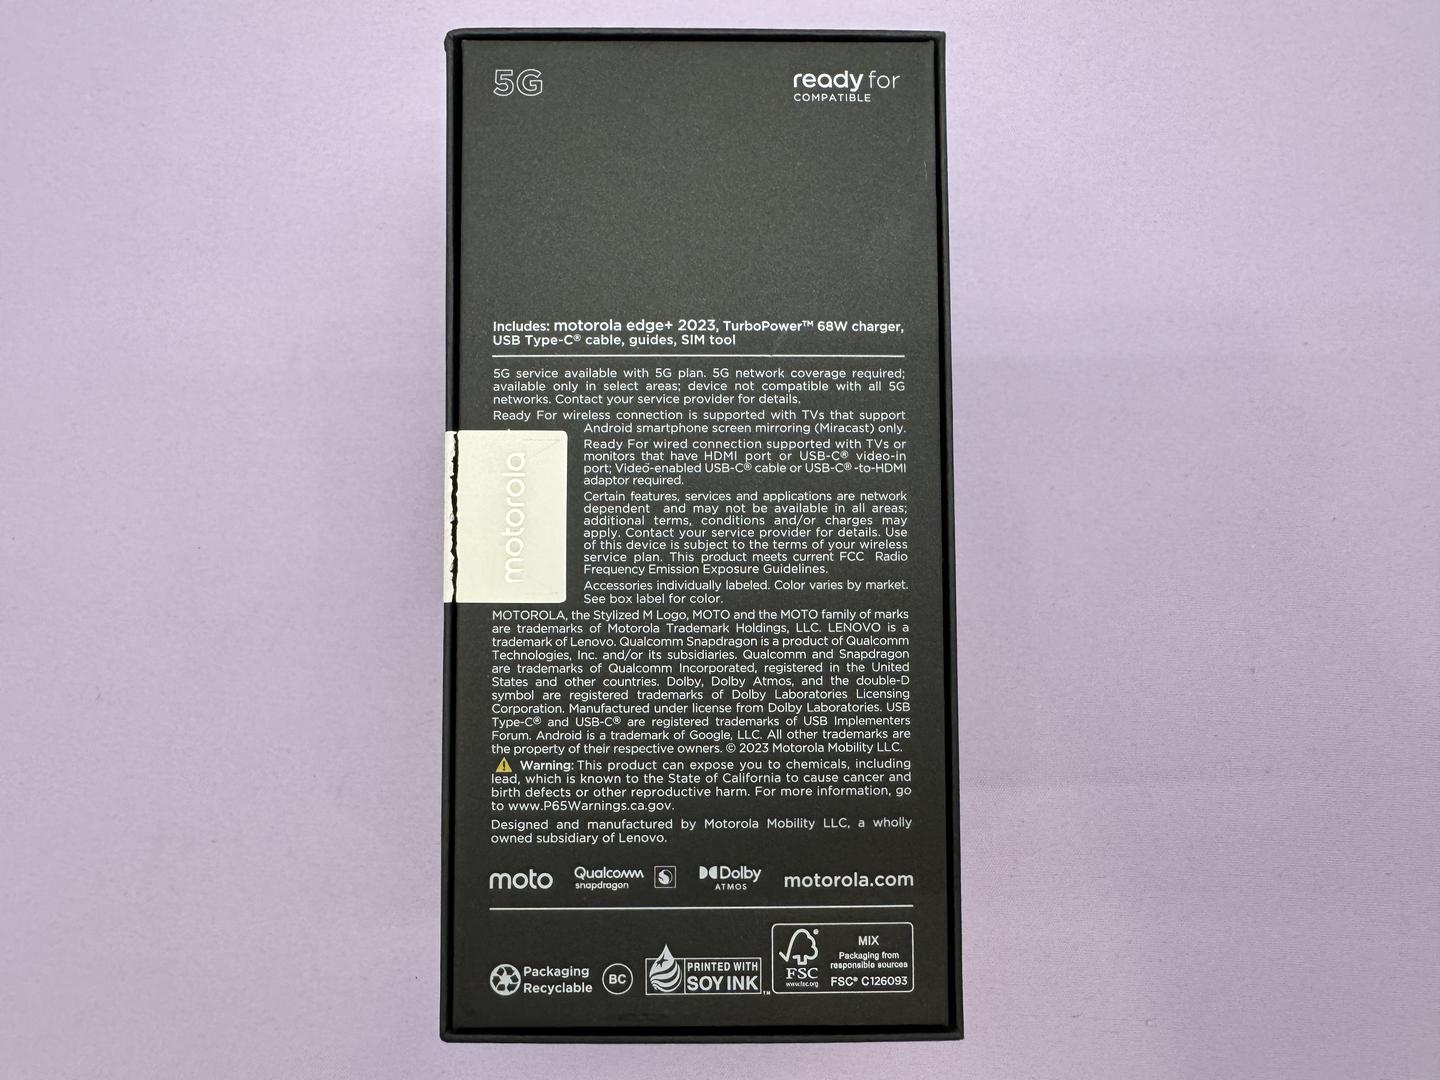 5G
ready for
COMPATIBLE
Includes: motorola edge+ 2023, TurboPower™ 68W charger,
USB Type-C® cable, guides, SIM tool
5G service available with 5G plan. 5G network coverage required;
available only in select areas; device not compatible with all 5G
networks. Contact your service provider for details.
Ready For wireless connection is supported with TVs that support
Android smartphone screen mirroring (Miracast) only.
Ready For wired connection supported with TVs or
monitors that have HDMI port or USB-C® video-in
port; Video-enabled USB-C® cable or USB-C®-to-HDMI
adaptor required.
motorola
Certain features, services and applications are network
dependent and may not be available in all areas;
additional terms, conditions and/or charges may
apply. Contact your service provider for details. Use
of this device is subject to the terms of your wireless
service plan. This product meets current FCC Radio
Frequency Emission Exposure Guidelines.
Accessories individually labeled. Color varies by market.
See box label for color.
MOTOROLA, the Stylized M Logo, MOTO and the MOTO family of marks
are trademarks of Motorola Trademark Holdings, LLC. LENOVO is a
trademark of Lenovo. Qualcomm Snapdragon is a product of Qualcomm
Technologies, Inc. and/or its subsidiaries. Qualcomm and Snapdragon
are trademarks of Qualcomm Incorporated, registered in the United
States and other countries. Dolby, Dolby Atmos, and the double-D
symbol are registered trademarks of Dolby Laboratories Licensing
Corporation. Manufactured under license from Dolby Laboratories. USB
Type-C® and USB-C® are registered trademarks of USB Implementers
Forum. Android is a trademark of Google, LLC. All other trademarks are
the property of their respective owners. © 2023 Motorola Mobility LLC.
Warning: This product can expose you to chemicals, including
lead, which is known to the State of California to cause cancer and
birth defects or other reproductive harm. For more information, go
to www.P65Warnings.ca.gov.
Designed and manufactured by Motorola Mobility LLC, a wholly
owned subsidiary of Lenovo.
moto
Qualcomm
snapdragon
Dolby
ATMOS
motorola.com
Packaging
Recyclable
BC
PRINTED WITH
SOY INK™
FSC
www.fsc.org
MIX
Packaging from
responsible sources
FSC® C126093